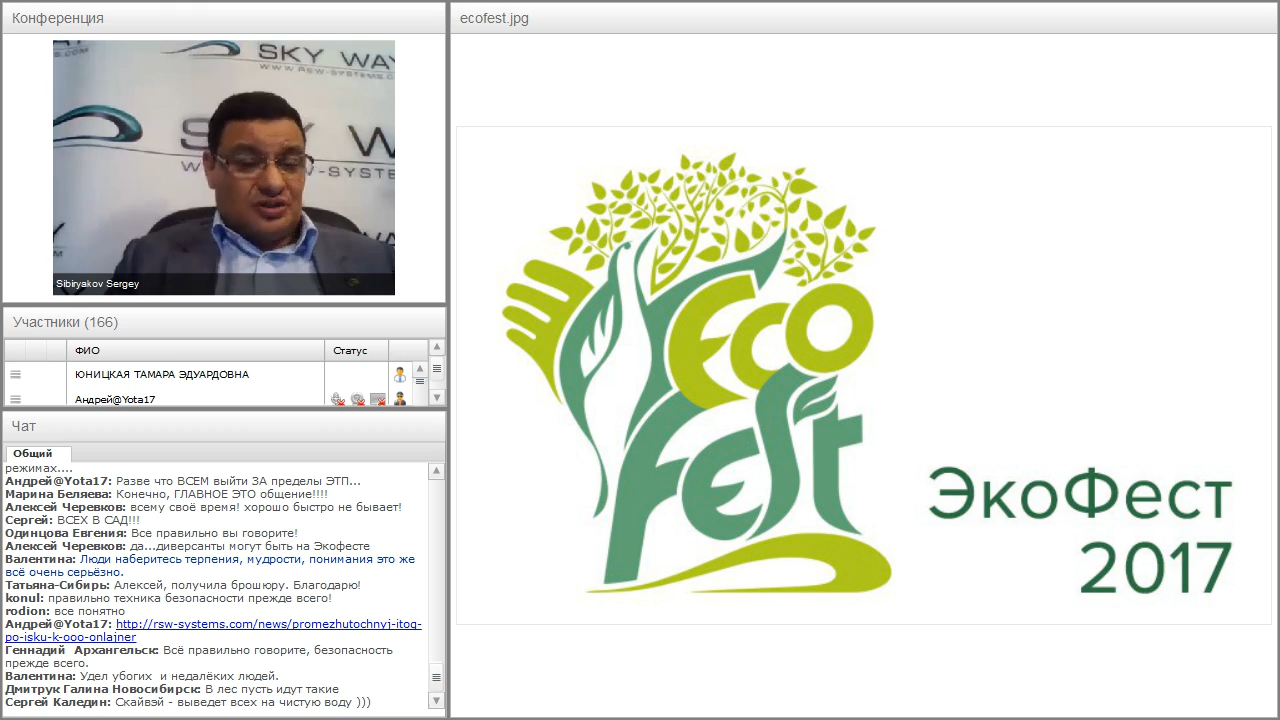 Конференция
SKY WAY
WWW.RSW-SYSTEMS.COM
S.COM
SKY WA
Sibiryakov Sergey
Участники (166)
ФИО
Статус
ЮНИЦКАЯ ТАМАРА ЭДУАРДОВНА
Андрей@Yota17
Чат
Общий
режимах....
Андрей@Yota17: Разве что ВСЕМ выйти ЗА пределы ЭТП...
Марина Беляева: Конечно, ГЛАВНОЕ ЭТО общение!!!!
Алексей Черевков: всему своё время! хорошо быстро не бывает!
Сергей: ВСЕХ В САД!!!
Одинцова Евгения: Все правильно вы говорите!
Алексей Черевков: да...диверсанты могут быть на Экофесте
Валентина: Люди наберитесь терпения, мудрости, понимания это же
всё очень серьёзно.
Татьяна-Сибирь: Алексей, получила брошюру. Благодарю!
konul: правильно техника безопасности прежде всего!
rodion: все понятно
Андрей@Yota17: http://rsw-systems.com/news/promezhutochnyj-itog-
po-isku-k-ooo-onlajner
Геннадий Архангельск: Всё правильно говорите, безопасность
прежде всего.
Валентина: Удел убогих и недалёких людей.
Дмитрук Галина Новосибирск: В лес пусть идут такие
Сергей Каледин: Скайвэй - выведет всех на чистую воду )))
ecofest.jpg
Eco
Fest
ЭкоФест
2017